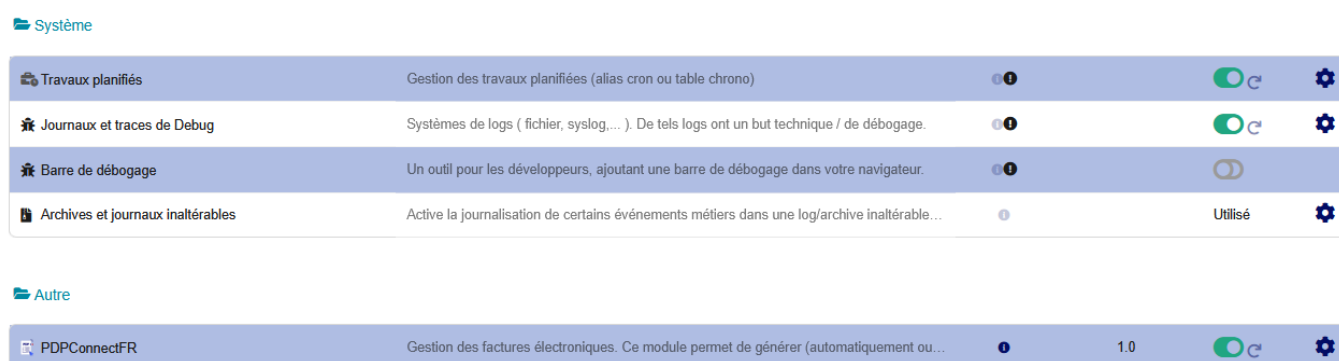 Système
Travaux planifiés Gestion des travaux planifiées (alias cron ou table chrono)
Journaux et traces de Debug Systèmes de logs ( fichier, syslog,... ). De tels logs ont un but technique / de débogage.
Barre de débogage Un outil pour les développeurs, ajoutant une barre de débogage dans votre navigateur.
Archives et journaux inaltérables Active la journalisation de certains événements métiers dans une log/archive inaltérable... Utilisé
Autre
PDPConnectFR Gestion des factures électroniques. Ce module permet de générer (automatiquement ou... 1.0